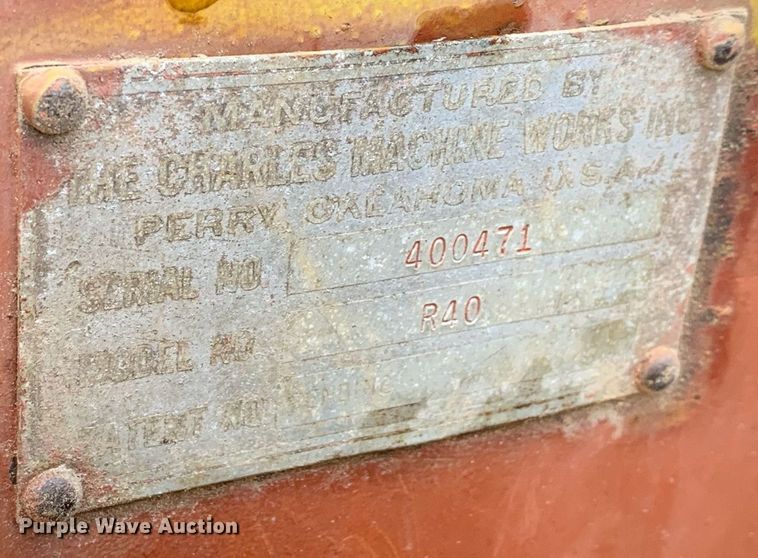 MANUFACTURED BY
THE CHARLES MACHINE WORKS INC.
PERRY, OKLAHOMA, U.S.A.
SERIAL NO. 400471
MODEL NO. R40
PATENT NO. PENDING
Purple Wave Auction